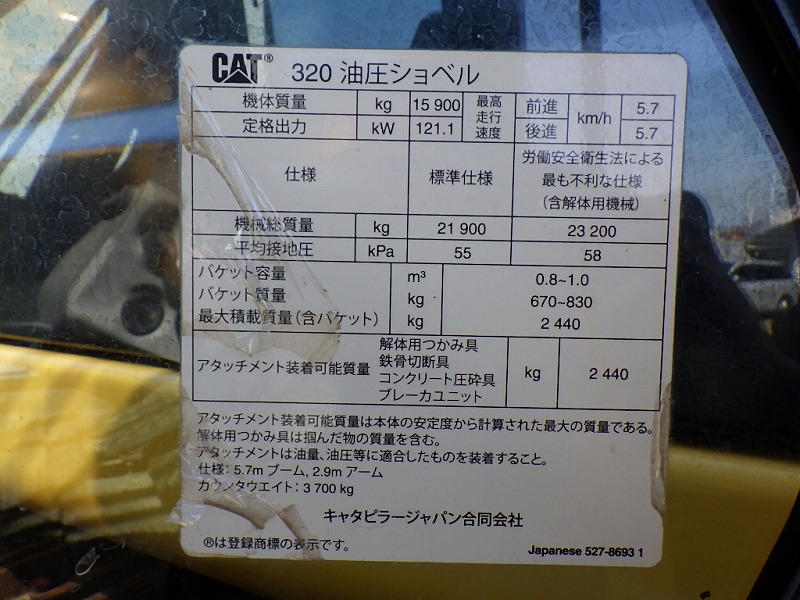 CAT® 320 油圧ショベル
機体質量 kg 15 900 最高走行速度 前進 km/h 5.7
定格出力 kW 121.1 後進 5.7
仕様 標準仕様 労働安全衛生法による最も不利な仕様(含解体用機械)
機械総質量 kg 21 900 23 200
平均接地圧 kPa 55 58
バケット容量 m³ 0.8~1.0
バケット質量 kg 670~830
最大積載質量(含バケット) kg 2 440
アタッチメント装着可能質量 解体用つかみ具 鉄骨切断具 コンクリート圧砕具 ブレーカユニット kg 2 440
アタッチメント装着可能質量は本体の安定度から計算された最大の質量である。
解体用つかみ具は掴んだ物の質量を含む。
アタッチメントは油量、油圧等に適合したものを装着すること。
仕様: 5.7m ブーム, 2.9m アーム
カウンタウエイト: 3 700 kg
キャタピラージャパン合同会社
®は登録商標の表示です。 Japanese 527-8693 1